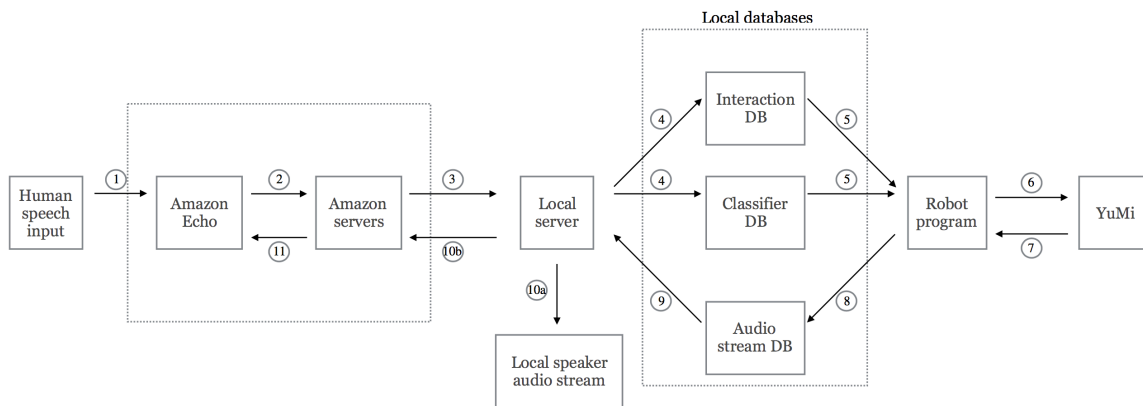 Local databases
Interaction
DB
4
5
1
2
3
4
5
6
Human
speech
input
Amazon
Echo
Amazon
servers
Local
server
Classifier
DB
Robot
program
YuMi
11
10b
7
10a
9
8
Audio
stream DB
Local speaker
audio stream